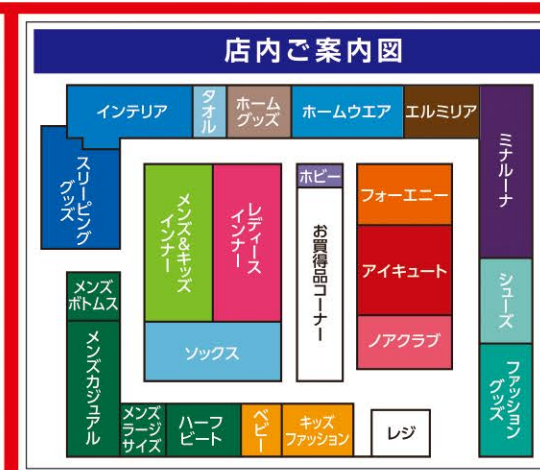 店内ご案内図
インテリア
タオル
ホーム
グッズ
ホームウエア
エルミリア
ミナルーナ
スリーピング
グッズ
メンズ&キッズ
インナー
レディース
インナー
ホビー
お買得品コーナー
フォーエニー
アイキュート
ノアクラブ
シューズ
ファッション
グッズ
ソックス
メンズ
ボトムス
メンズカジュアル
メンズ
ラージ
サイズ
ハーフ
ビート
ベビー
キッズ
ファッション
レジ